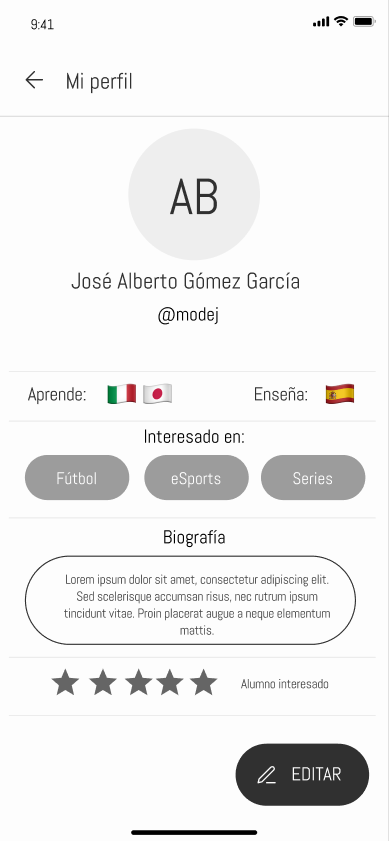 9:41
Mi perfil
AB
José Alberto Gómez García
@modej
Aprende: Enseña:
Interesado en:
Fútbol eSports Series
Biografía
Lorem ipsum dolor sit amet, consectetur adipiscing elit.
Sed scelerisque accumsan risus, nec rutrum ipsum
tincidunt vitae. Proin placerat augue a neque elementum
mattis.
Alumno interesado
EDITAR